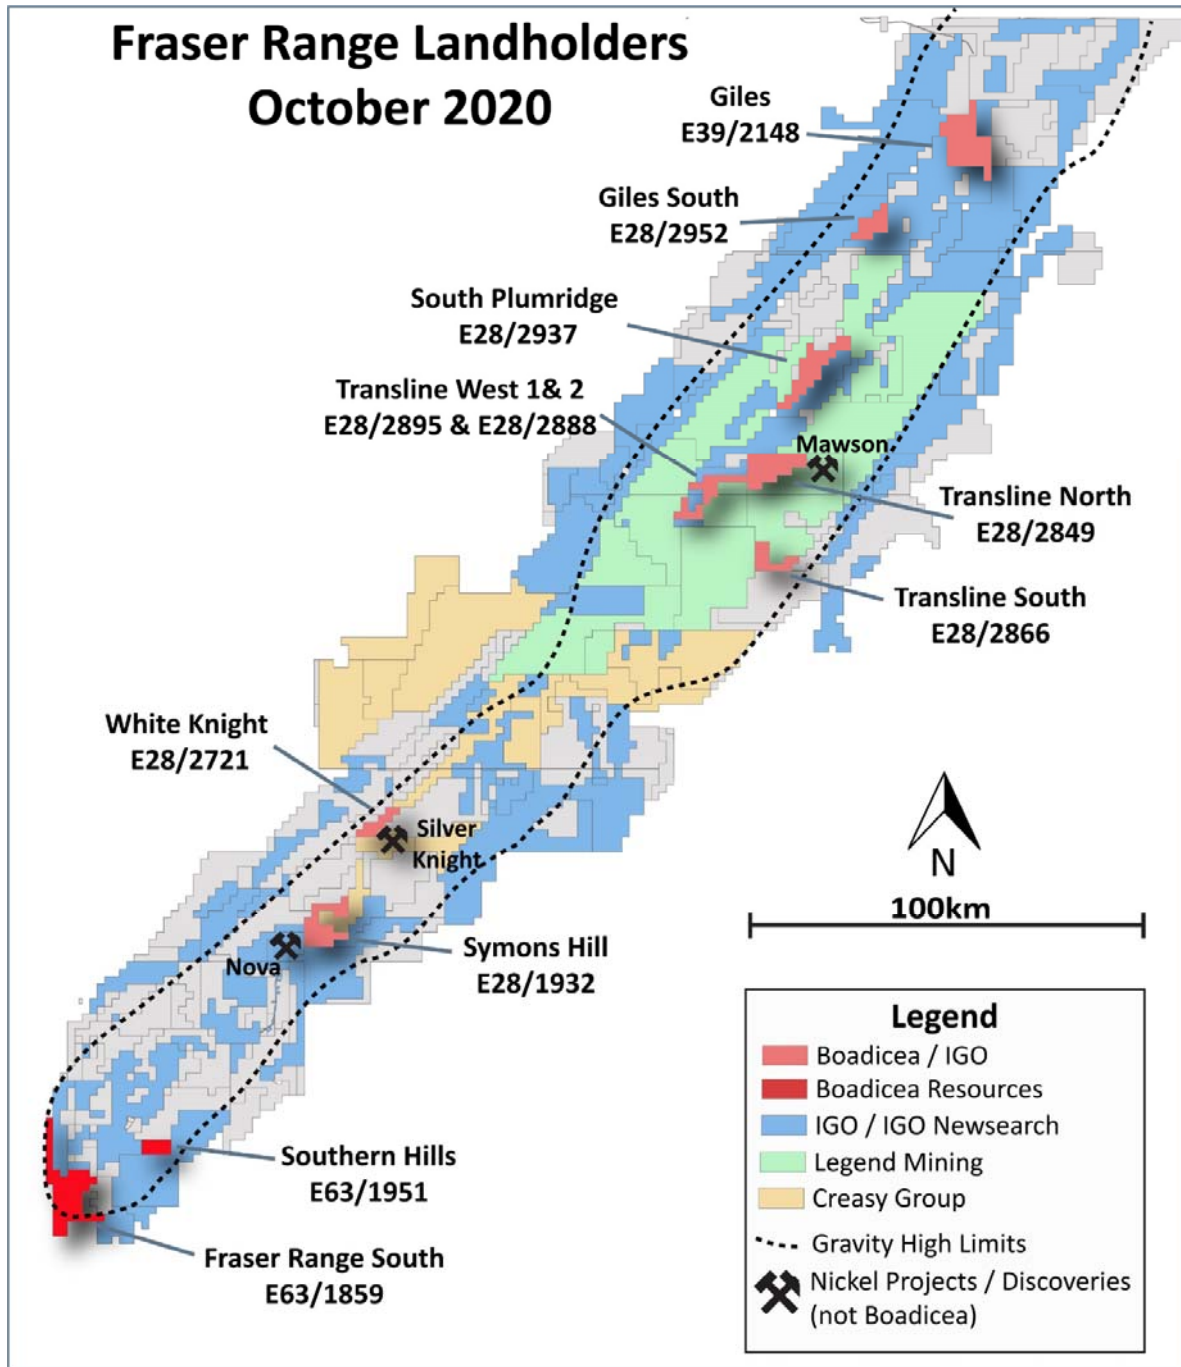 Fraser Range Landholders
October 2020
Giles
E39/2148
Giles South
E28/2952
South Plumridge
E28/2937
Transline West 1& 2
E28/2895 & E28/2888
Mawson
Transline North
E28/2849
Transline South
E28/2866
White Knight
E28/2721
Silver
Knight
N
100km
Symons Hill
E28/1932
Nova
Southern Hills
E63/1951
Fraser Range South
E63/1859
Legend
Boadicea / IGO
Boadicea Resources
IGO / IGO Newsearch
Legend Mining
Creasy Group
Gravity High Limits
Nickel Projects / Discoveries
(not Boadicea)